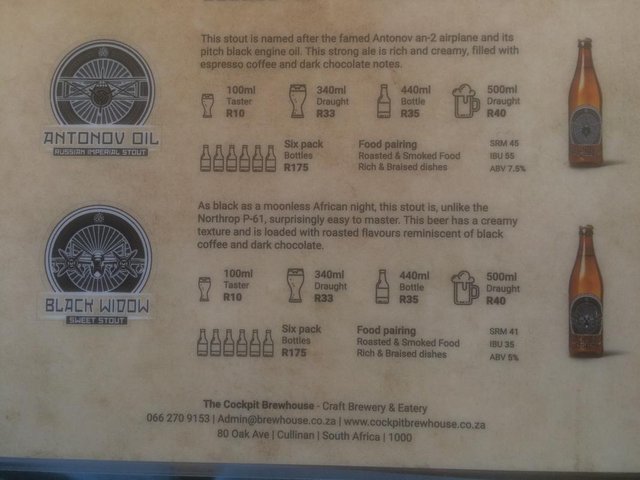 This stout is named after the famed Antonov an-2 airplane and its
pitch black engine oil. This strong ale is rich and creamy, filled with
espresso coffee and dark chocolate notes.
ANTONOV OIL
RUSSIAN IMPERIAL STOUT
100ml
Taster
R10
340ml
Draught
R33
440ml
Bottle
R35
500ml
Draught
R40
Six pack
Bottles
R175
Food pairing
Roasted & Smoked Food
Rich & Braised dishes
SRM 45
IBU 55
ABV 7.5%
As black as a moonless African night, this stout is, unlike the
Northrop P-61, surprisingly easy to master. This beer has a creamy
texture and is loaded with roasted flavours reminiscent of black
coffee and dark chocolate.
BLACK WIDOW
SWEET STOUT
100ml
Taster
R10
340ml
Draught
R33
440ml
Bottle
R35
500ml
Draught
R40
Six pack
Bottles
R175
Food pairing
Roasted & Smoked Food
Rich & Braised dishes
SRM 41
IBU 35
ABV 5%
The Cockpit Brewhouse - Craft Brewery & Eatery
066 270 9153 | Admin@brewhouse.co.za | www.cockpitbrewhouse.co.za
80 Oak Ave | Cullinan | South Africa | 1000